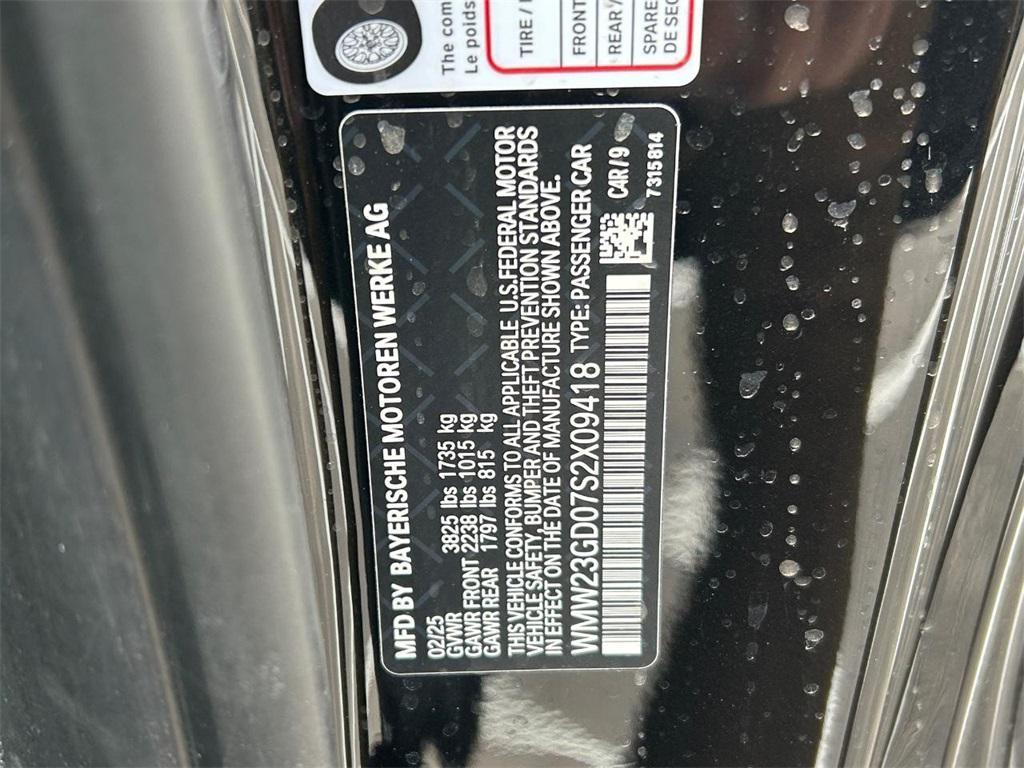 The com
Le poids
TIRE /
FRONT
REAR /
SPARE
DE SEC
MFD BY BAYERISCHE MOTOREN WERKE AG
02/25
GVWR 3825 lbs 1735 kg
GAWR FRONT 2238 lbs 1015 kg
GAWR REAR 1797 lbs 815 kg
THIS VEHICLE CONFORMS TO ALL APPLICABLE U.S. FEDERAL MOTOR
VEHICLE SAFETY, BUMPER AND THEFT PREVENTION STANDARDS
IN EFFECT ON THE DATE OF MANUFACTURE SHOWN ABOVE.
WMW23GD07S2X09418 TYPE: PASSENGER CAR
CAR/9
7315814